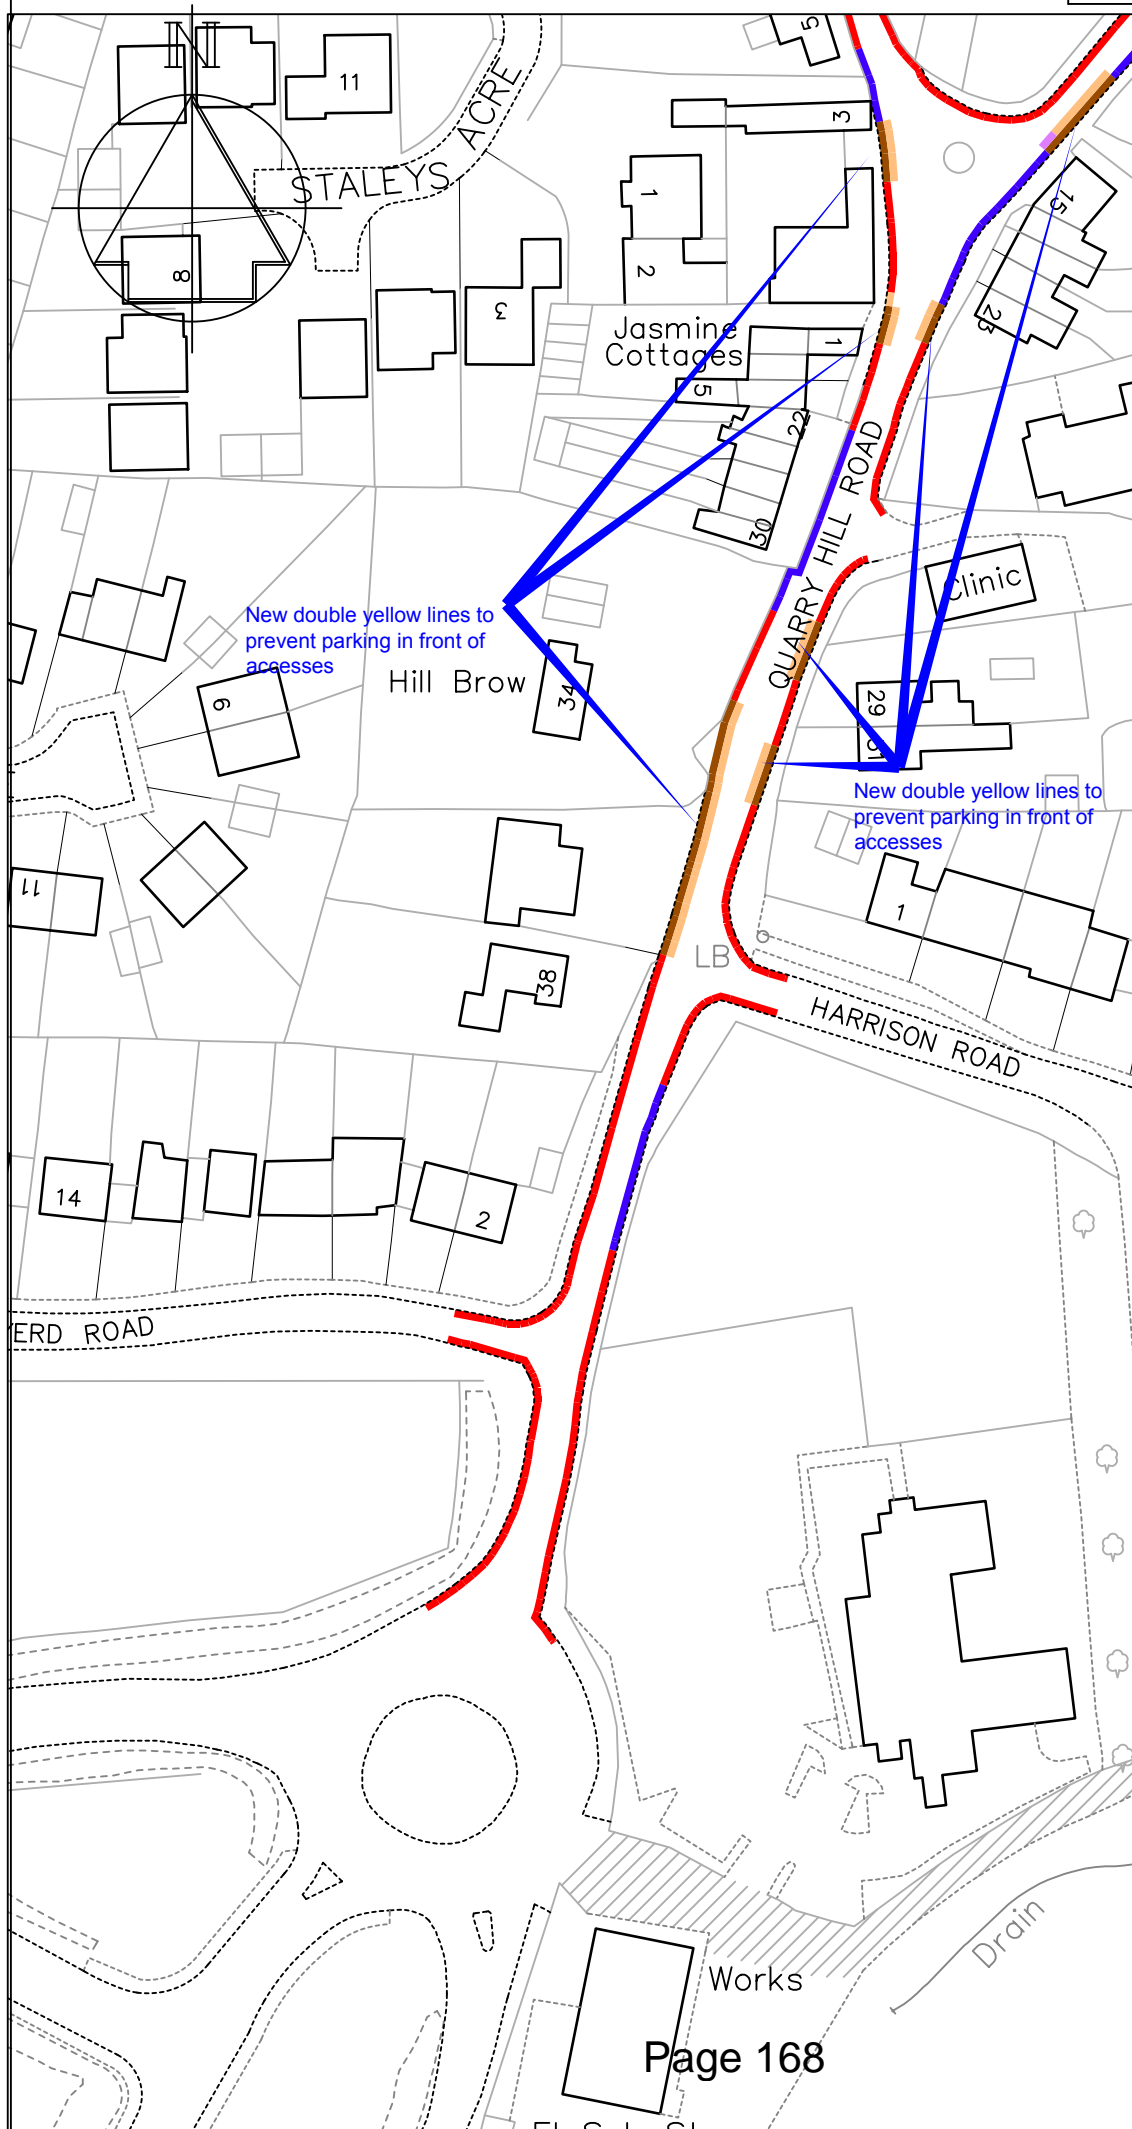 N
11
STALEYS ACRE
8
5
3
1
2
3
15
23
Jasmine
Cottages
1
5
22
30
QUARRY HILL ROAD
Clinic
New double yellow lines to
prevent parking in front of
accesses
Hill Brow
34
29
31
6
New double yellow lines to
prevent parking in front of
accesses
11
1
LB
38
HARRISON ROAD
14
2
ERD ROAD
Drain
Works
Page 168